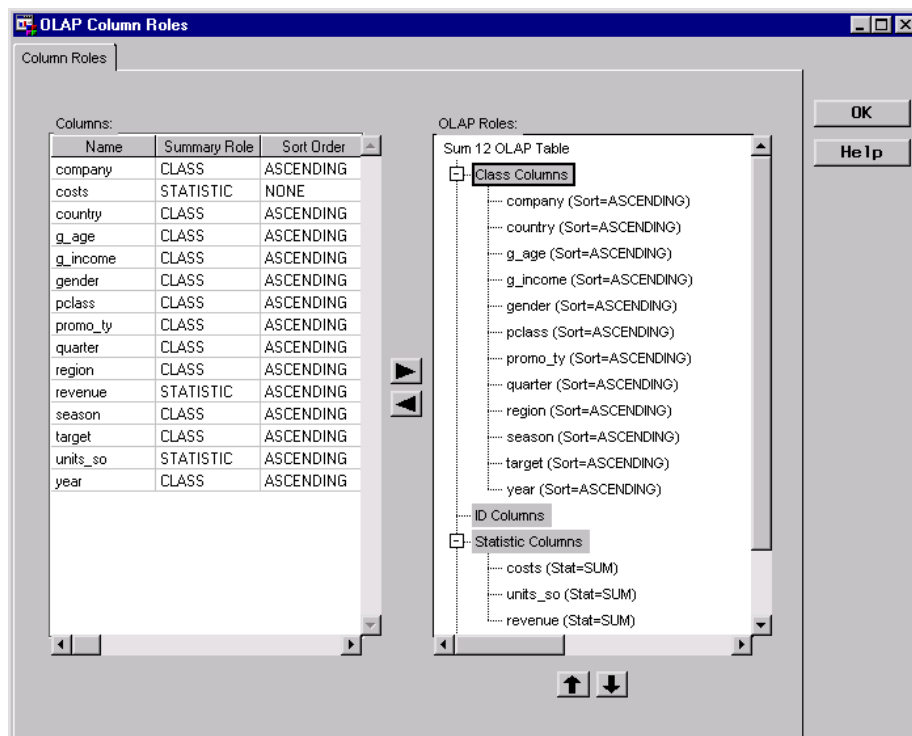 OLAP Column Roles
Column Roles
Columns:
Name Summary Role Sort Order
company CLASS ASCENDING
costs STATISTIC NONE
country CLASS ASCENDING
g_age CLASS ASCENDING
g_income CLASS ASCENDING
gender CLASS ASCENDING
pclass CLASS ASCENDING
promo_ty CLASS ASCENDING
quarter CLASS ASCENDING
region CLASS ASCENDING
revenue STATISTIC ASCENDING
season CLASS ASCENDING
target CLASS ASCENDING
units_so STATISTIC ASCENDING
year CLASS ASCENDING
OLAP Roles:
Sum 12 OLAP Table
Class Columns
company (Sort=ASCENDING)
country (Sort=ASCENDING)
g_age (Sort=ASCENDING)
g_income (Sort=ASCENDING)
gender (Sort=ASCENDING)
pclass (Sort=ASCENDING)
promo_ty (Sort=ASCENDING)
quarter (Sort=ASCENDING)
region (Sort=ASCENDING)
season (Sort=ASCENDING)
target (Sort=ASCENDING)
year (Sort=ASCENDING)
ID Columns
Statistic Columns
costs (Stat=SUM)
units_so (Stat=SUM)
revenue (Stat=SUM)
OK
Help